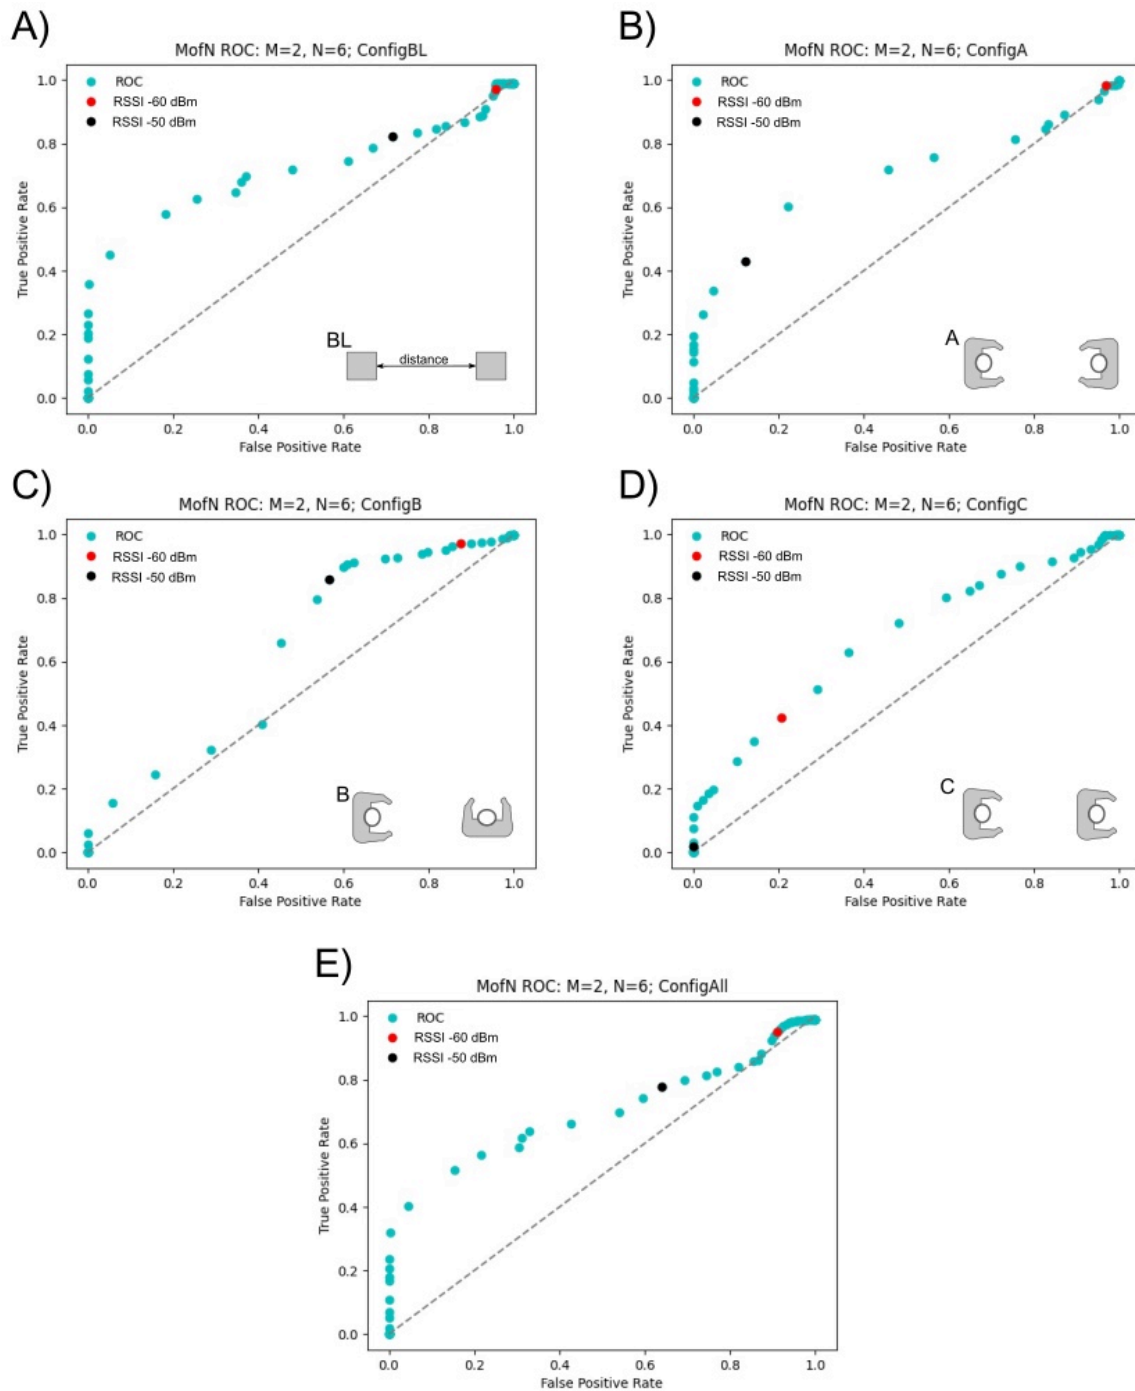 A)
MofN ROC: M=2, N=6; ConfigBL
1.0
0.8
0.6
0.4
0.2
0.0
True Positive Rate
ROC
RSSI -60 dBm
RSSI -50 dBm
BL
distance
0.0 0.2 0.4 0.6 0.8 1.0
False Positive Rate
B)
MofN ROC: M=2, N=6; ConfigA
1.0
0.8
0.6
0.4
0.2
0.0
True Positive Rate
ROC
RSSI -60 dBm
RSSI -50 dBm
A
0.0 0.2 0.4 0.6 0.8 1.0
False Positive Rate
C)
MofN ROC: M=2, N=6; ConfigB
1.0
0.8
0.6
0.4
0.2
0.0
True Positive Rate
ROC
RSSI -60 dBm
RSSI -50 dBm
B
0.0 0.2 0.4 0.6 0.8 1.0
False Positive Rate
D)
MofN ROC: M=2, N=6; ConfigC
1.0
0.8
0.6
0.4
0.2
0.0
True Positive Rate
ROC
RSSI -60 dBm
RSSI -50 dBm
C
0.0 0.2 0.4 0.6 0.8 1.0
False Positive Rate
E)
MofN ROC: M=2, N=6; ConfigAll
1.0
0.8
0.6
0.4
0.2
0.0
True Positive Rate
ROC
RSSI -60 dBm
RSSI -50 dBm
0.0 0.2 0.4 0.6 0.8 1.0
False Positive Rate